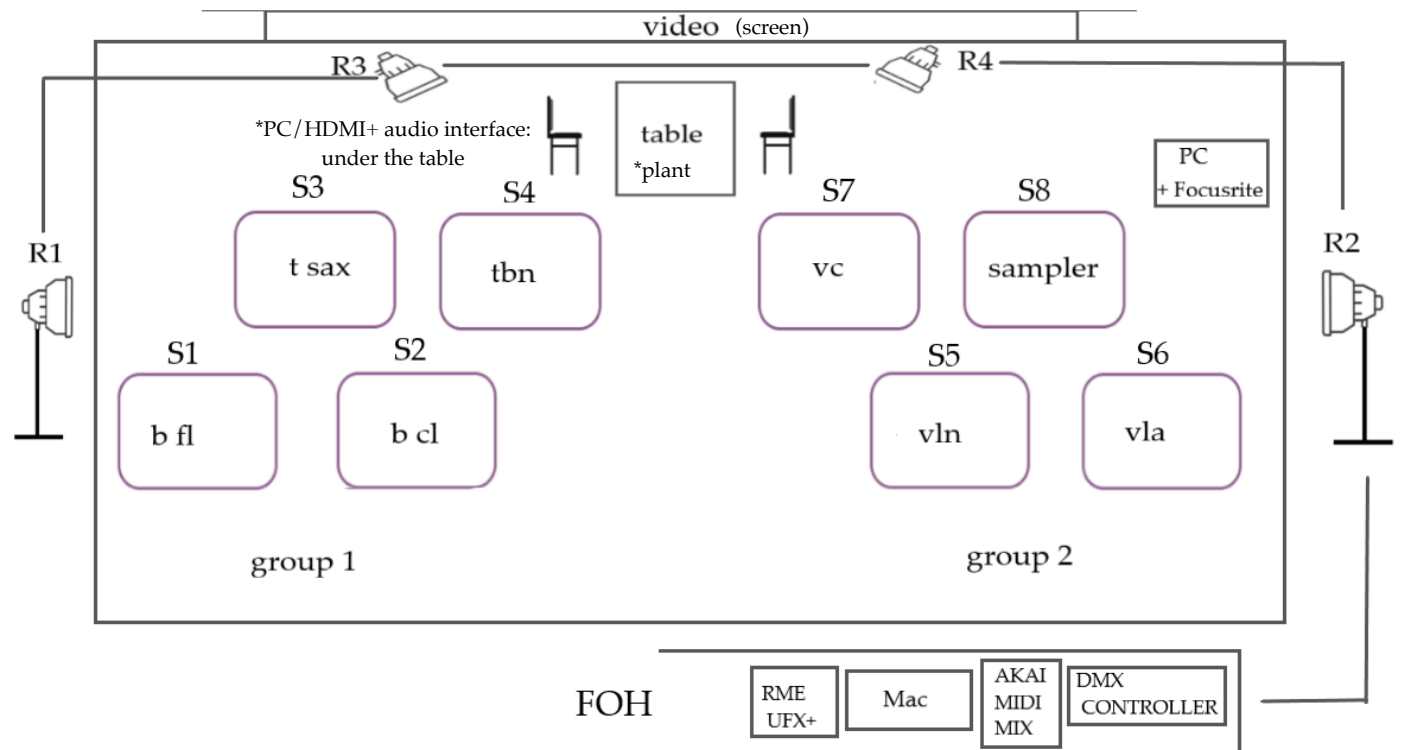 video (screen)
R3
R4
*PC/HDMI+ audio interface:
under the table
table
*plant
PC
+ Focusrite
S3
S4
S7
S8
R1
R2
t sax
tbn
vc
sampler
S1
S2
S5
S6
b fl
b cl
vln
vla
group 1
group 2
FOH
RME
UFX+
Mac
AKAI
MIDI
MIX
DMX
CONTROLLER